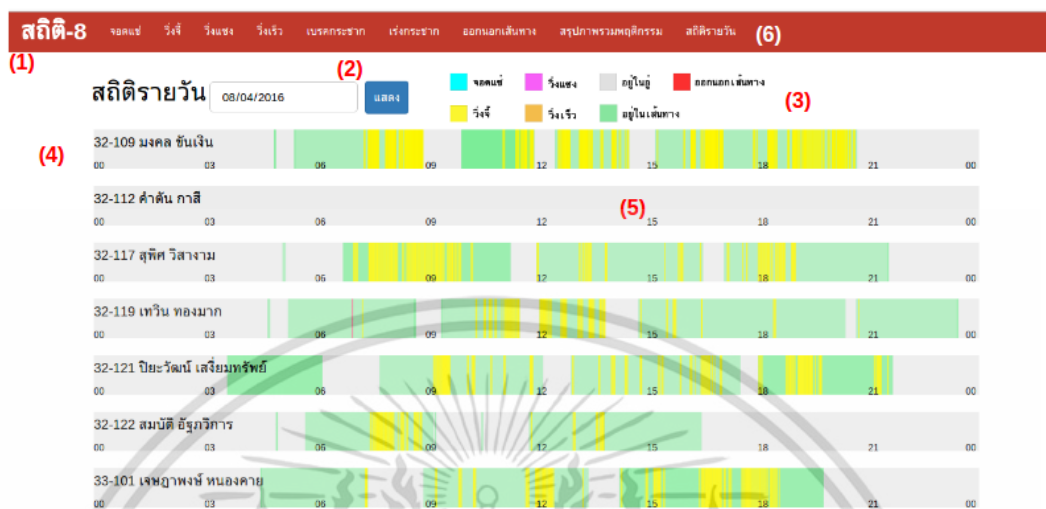 สถิติ-8 จอดแช่ วิ่งจี้ วิ่งแซง วิ่งเร็ว เบรคกระชาก เร่งกระชาก ออกนอกเส้นทาง สรุปภาพรวมพฤติกรรม สถิติรายวัน (6)
(1)
สถิติรายวัน 08/04/2016 (2) แสดง
จอดแช่ วิ่งแซง อยู่ในอู่ ออกนอกเส้นทาง
วิ่งจี้ วิ่งเร็ว อยู่ในเส้นทาง (3)
(4)
32-109 มงคล ขันเงิน
00 03 06 09 12 15 18 21 00
32-112 คำดัน กาสี
(5)
00 03 06 09 12 15 18 21 00
32-117 สุพิศ วิสางาม
00 03 06 09 12 15 18 21 00
32-119 เทวิน ทองมาก
00 03 06 09 12 15 18 21 00
32-121 ปิยะวัฒน์ เสงี่ยมทรัพย์
00 03 06 09 12 15 18 21 00
32-122 สมบัติ อัฐภวิการ
00 03 06 09 12 15 18 21 00
33-101 เจษฎาพงษ์ หนองคาย
00 03 06 09 12 15 18 21 00